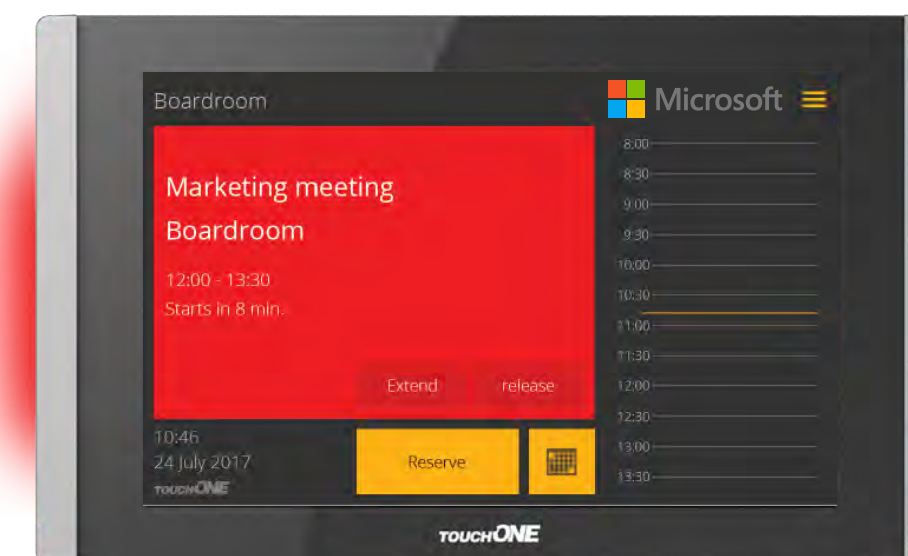 Boardroom
Microsoft
Marketing meeting
Boardroom
12:00 - 13:30
Starts in 8 min.
Extend
release
10:46
24 July 2017
TOUCHONE
Reserve
8:00
8:30
9:00
9:30
10:00
10:30
11:00
11:30
12:00
12:30
13:00
13:30
TOUCHONE